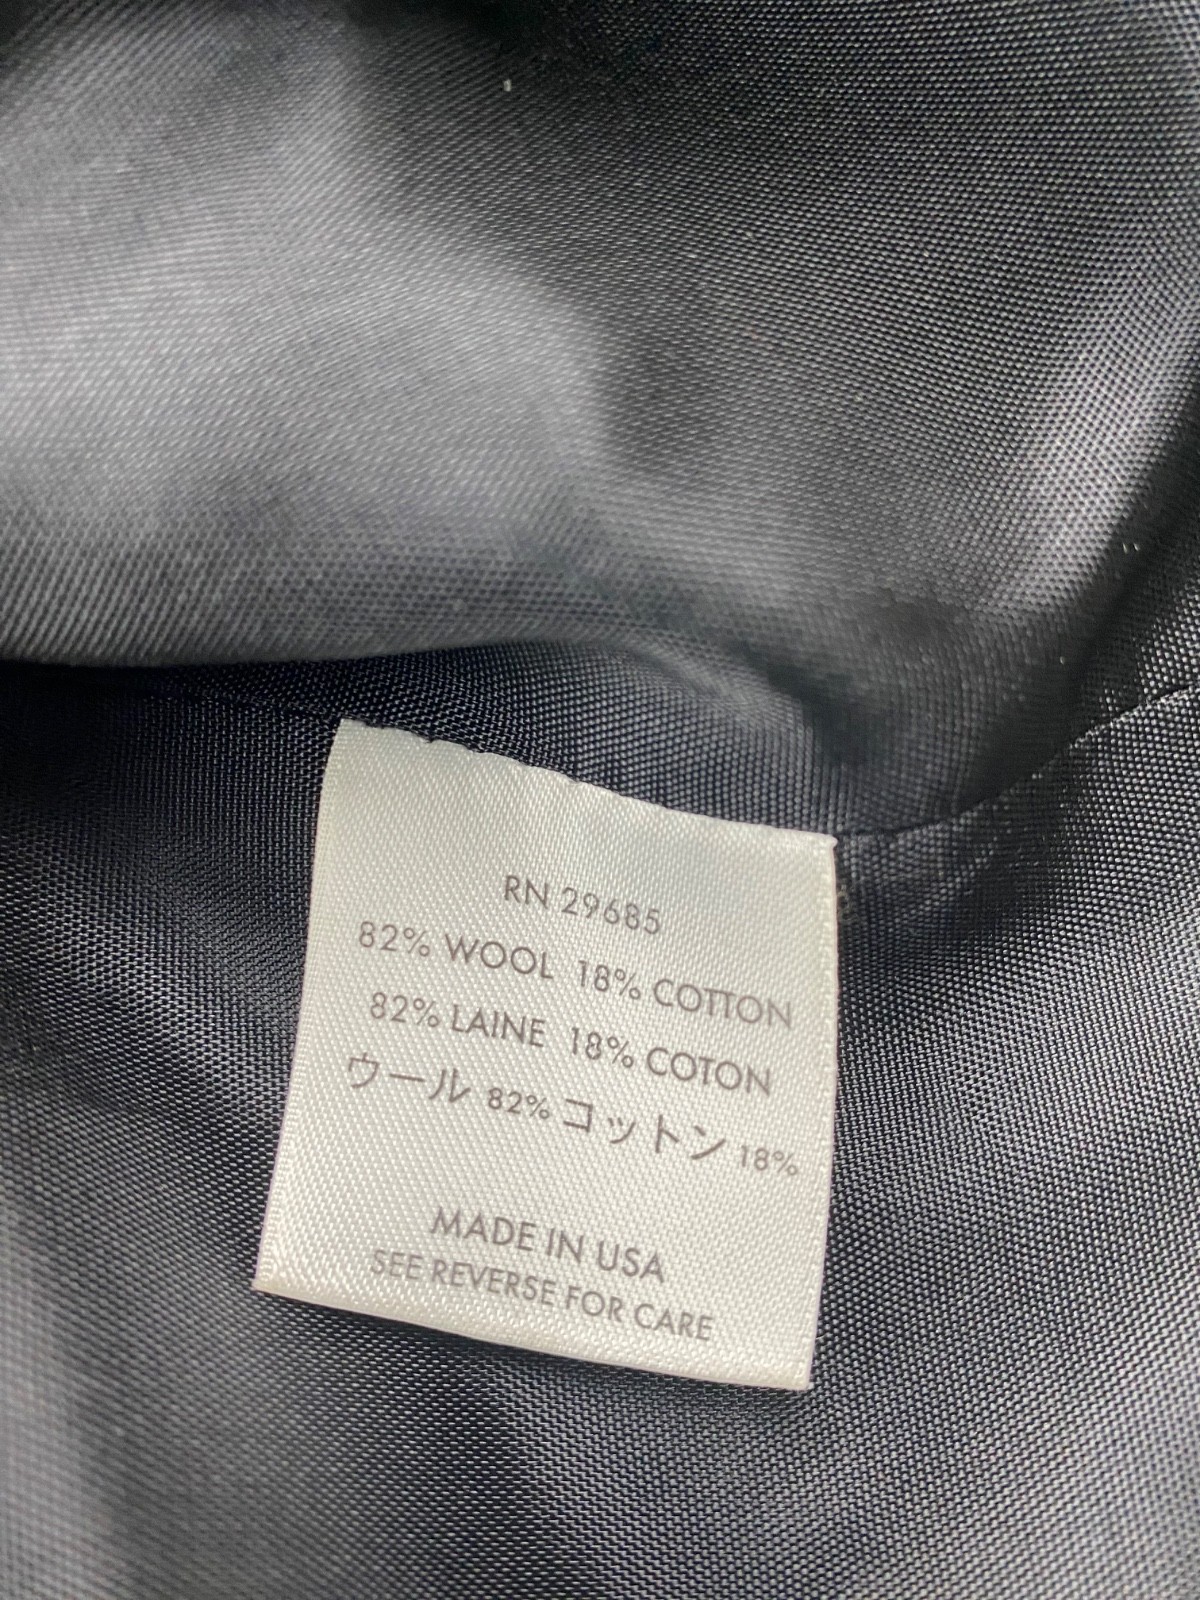 RN 29685
82% WOOL 18% COTTON
82% LAINE 18% COTON
ウール 82% コットン 18%
MADE IN USA
SEE REVERSE FOR CARE